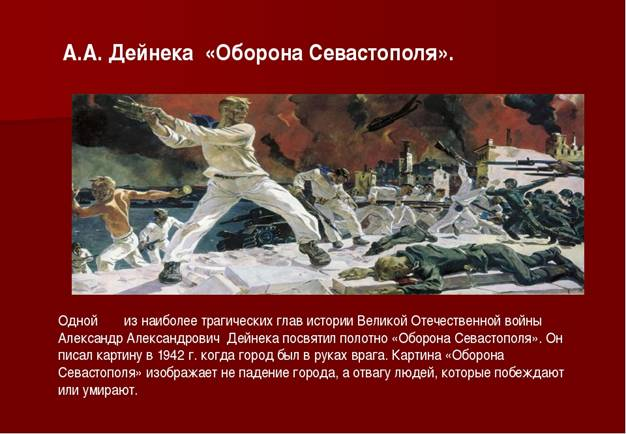 А.А. Дейнека «Оборона Севастополя».
Одной из наиболее трагических глав истории Великой Отечественной войны
Александр Александрович Дейнека посвятил полотно «Оборона Севастополя». Он
писал картину в 1942 г. когда город был в руках врага. Картина «Оборона
Севастополя» изображает не падение города, а отвагу людей, которые побеждают
или умирают.